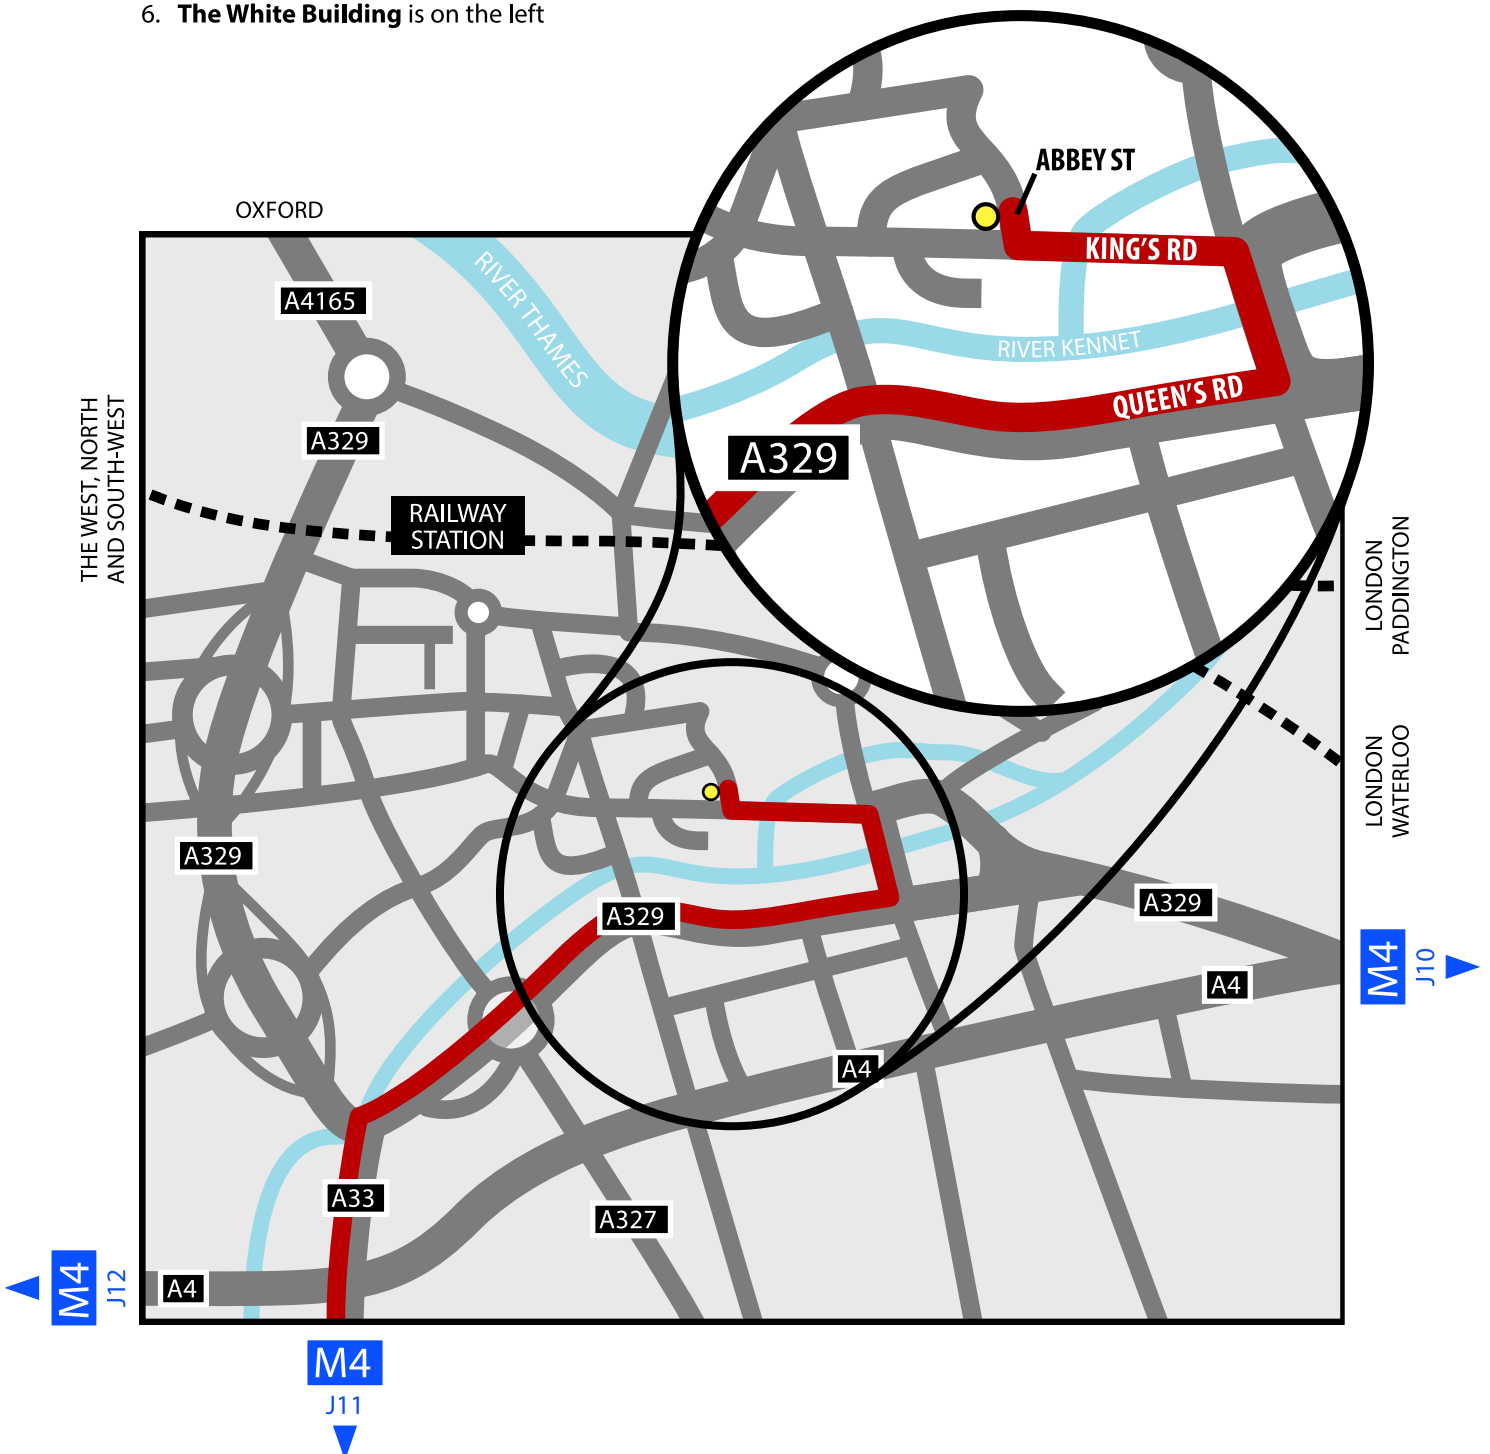 6. The White Building is on the left
ABBEY ST
OXFORD
KING'S RD
RIVER THAMES
A4165
RIVER KENNET
QUEEN'S RD
A329
THE WEST, NORTH
AND SOUTH-WEST
A329
RAILWAY
STATION
LONDON
PADDINGTON
LONDON
WATERLOO
A329
A329
A329
M4
J10
A4
A4
A33
A327
M4
J12
A4
M4
J11